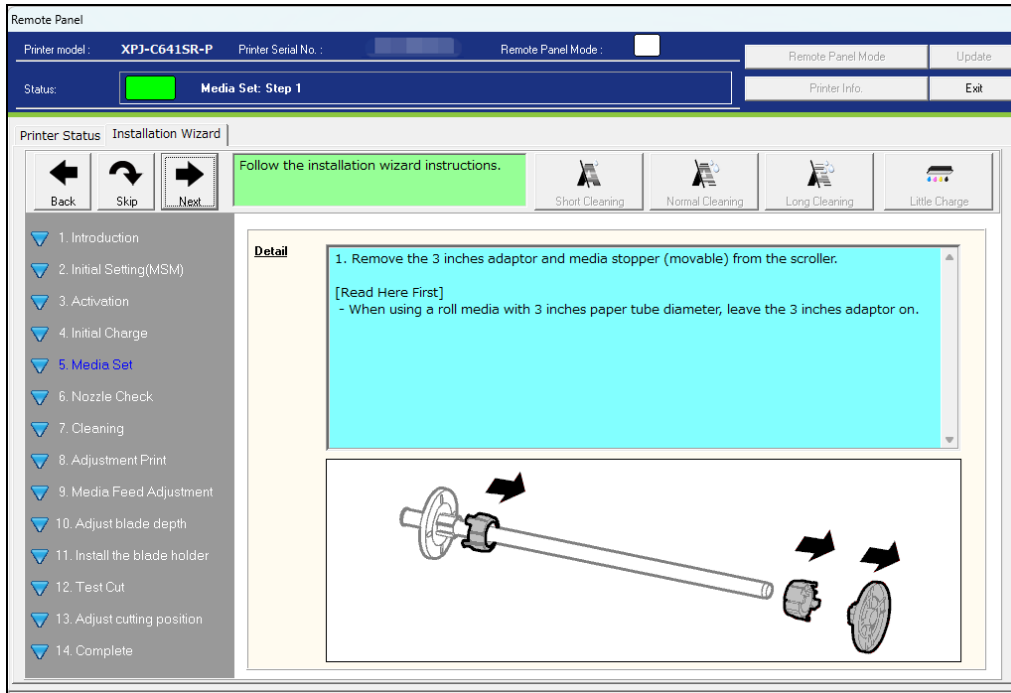 Remote Panel
Printer model : XPJ-C641SR-P Printer Serial No. : Remote Panel Mode :
Remote Panel Mode Update
Status: Media Set: Step 1
Printer Info. Exit
Printer Status Installation Wizard
Back Skip Next
Follow the installation wizard instructions.
Short Cleaning Normal Cleaning Long Cleaning Little Charge
1. Introduction
2. Initial Setting(MSM)
3. Activation
4. Initial Charge
5. Media Set
6. Nozzle Check
7. Cleaning
8. Adjustment Print
9. Media Feed Adjustment
10. Adjust blade depth
11. Install the blade holder
12. Test Cut
13. Adjust cutting position
14. Complete
Detail
1. Remove the 3 inches adaptor and media stopper (movable) from the scroller.
[Read Here First]
- When using a roll media with 3 inches paper tube diameter, leave the 3 inches adaptor on.